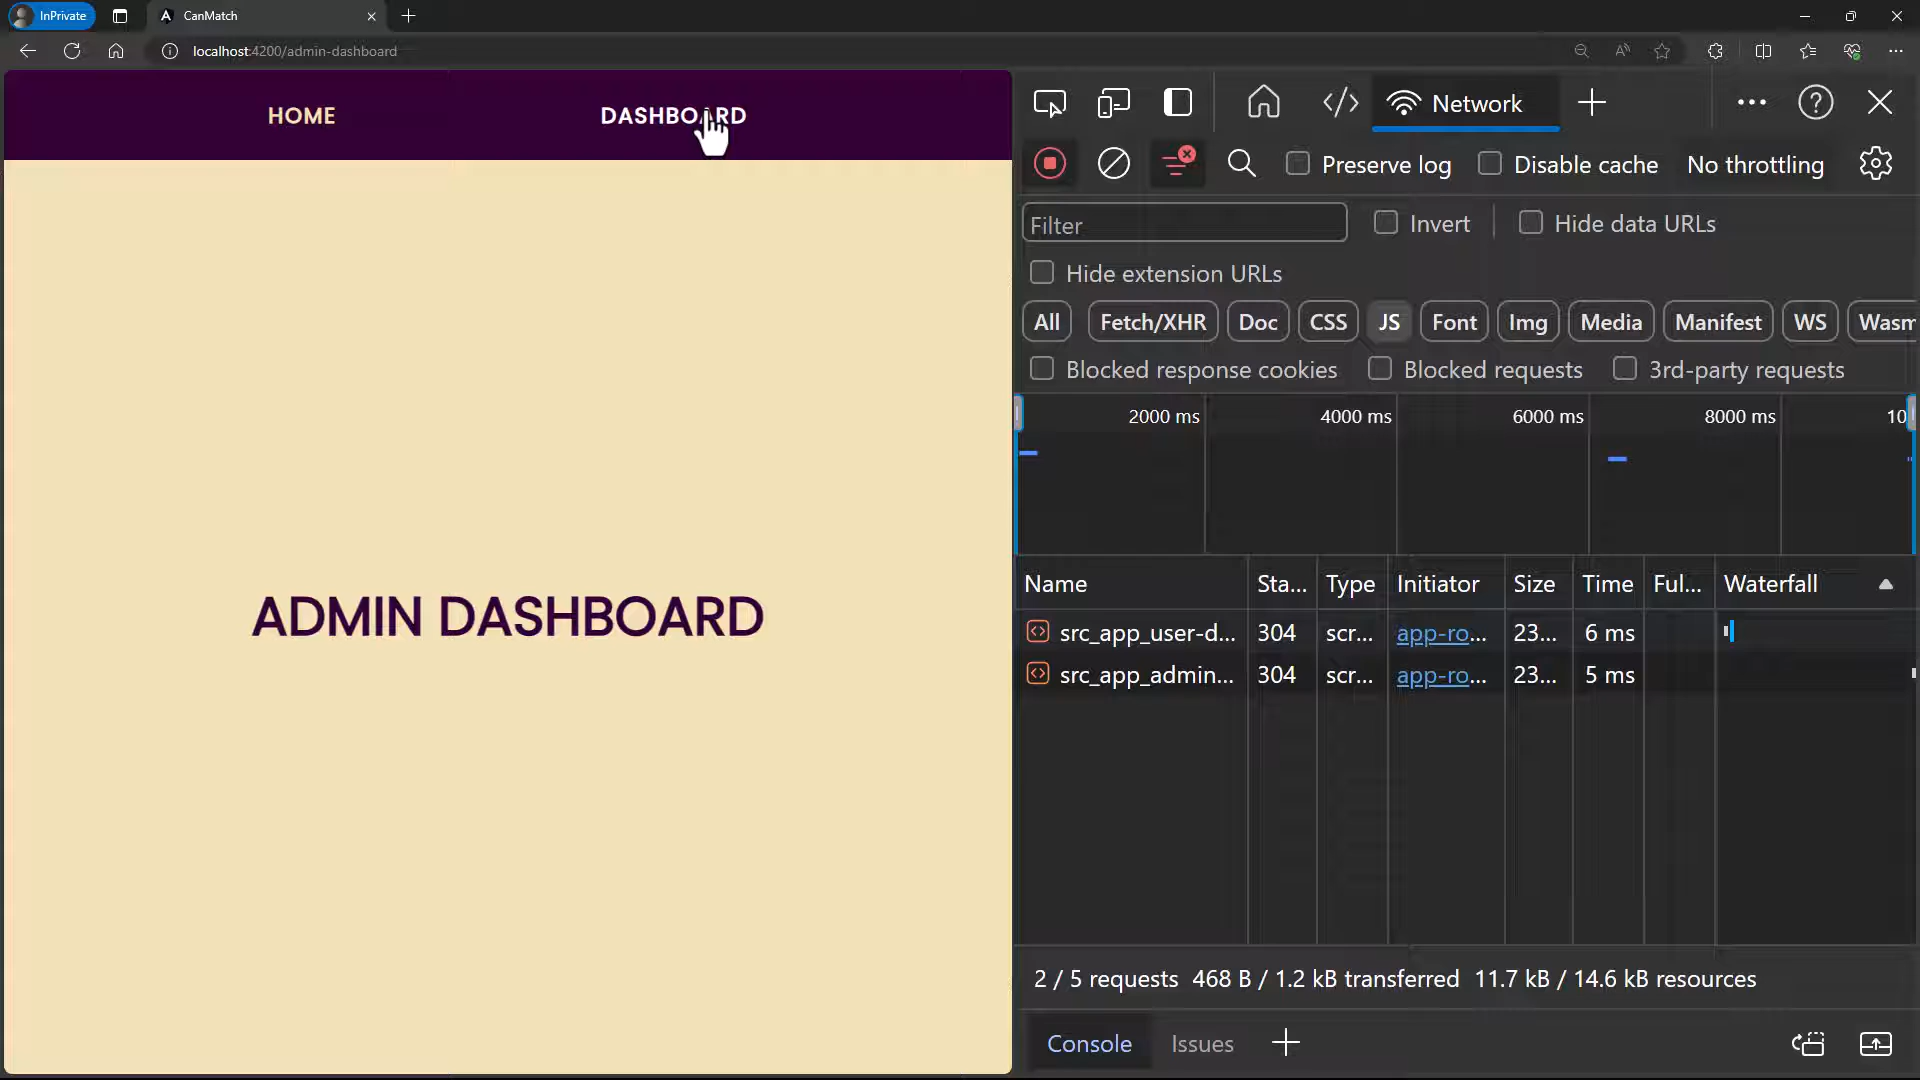 InPrivate
CanMatch
localhost:4200/admin-dashboard
HOME
DASHBOARD
ADMIN DASHBOARD
Network
Preserve log
Disable cache
No throttling
Filter
Invert
Hide data URLs
Hide extension URLs
All
Fetch/XHR
Doc
CSS
JS
Font
Img
Media
Manifest
WS
Wasm
Blocked response cookies
Blocked requests
3rd-party requests
2000 ms
4000 ms
6000 ms
8000 ms
10
Name Sta... Type Initiator Size Time Ful... Waterfall
src_app_user-d... 304 scr... app-ro... 23... 6 ms
src_app_admin... 304 scr... app-ro... 23... 5 ms
2 / 5 requests 468 B / 1.2 kB transferred 11.7 kB / 14.6 kB resources
Console
Issues